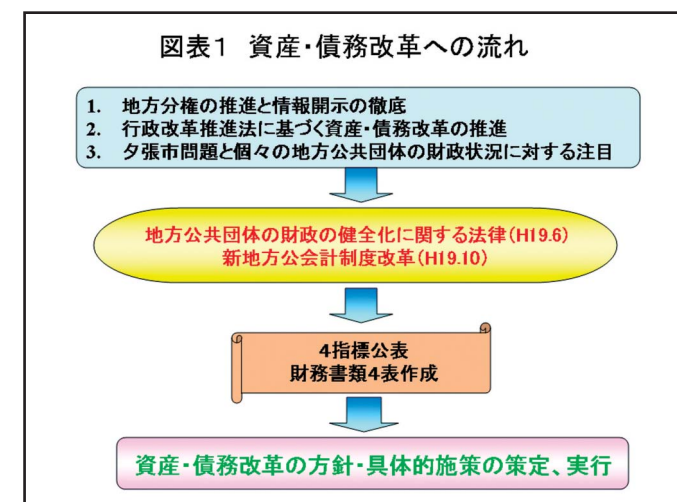 図表1 資産・債務改革への流れ
1. 地方分権の推進と情報開示の徹底
2. 行政改革推進法に基づく資産・債務改革の推進
3. 夕張市問題と個々の地方公共団体の財政状況に対する注目
地方公共団体の財政の健全化に関する法律(H19.6)
新地方公会計制度改革(H19.10)
4指標公表
財務書類4表作成
資産・債務改革の方針・具体的施策の策定、実行